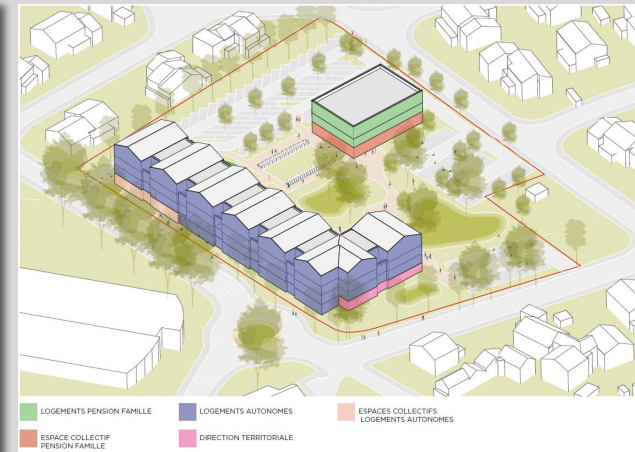 LOGEMENTS PENSION FAMILLE
LOGEMENTS AUTONOMES
ESPACES COLLECTIFS
LOGEMENTS AUTONOMES
ESPACE COLLECTIF
PENSION FAMILLE
DIRECTION TERRITORIALE